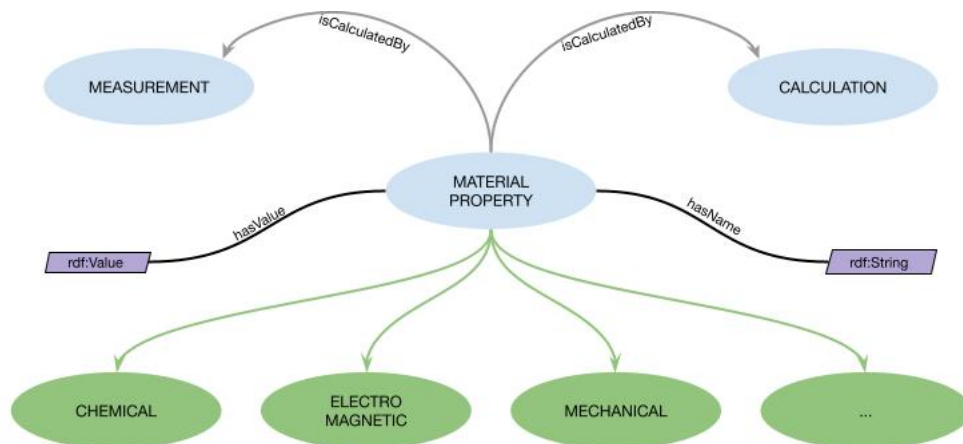 isCalculatedBy
isCalculatedBy
MEASUREMENT
CALCULATION
MATERIAL
PROPERTY
hasValue
hasName
rdf:Value
rdf:String
CHEMICAL
ELECTRO
MAGNETIC
MECHANICAL
...